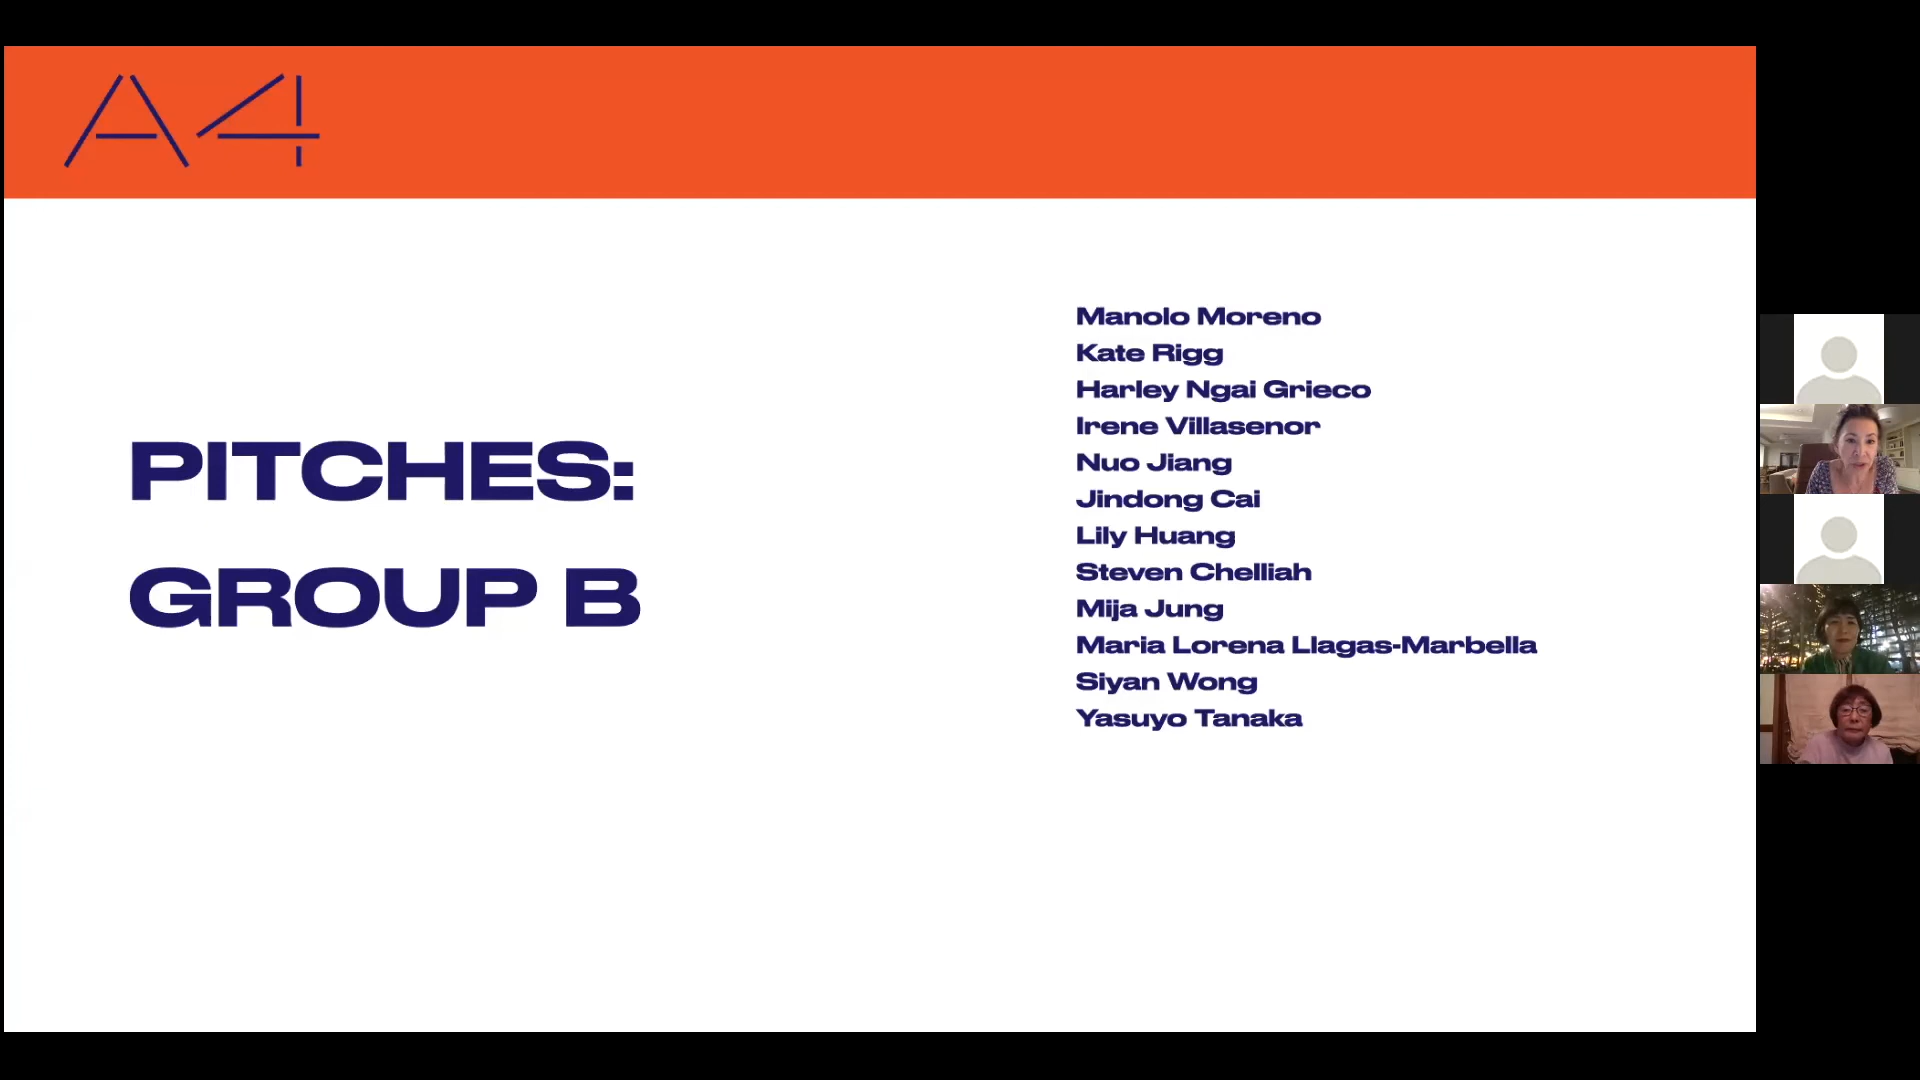 A4
PITCHES:
GROUP B
Manolo Moreno
Kate Rigg
Harley Ngai Grieco
Irene Villasenor
Nuo Jiang
Jindong Cai
Lily Huang
Steven Chelliah
Mija Jung
Maria Lorena Llagas-Marbella
Siyan Wong
Yasuyo Tanaka